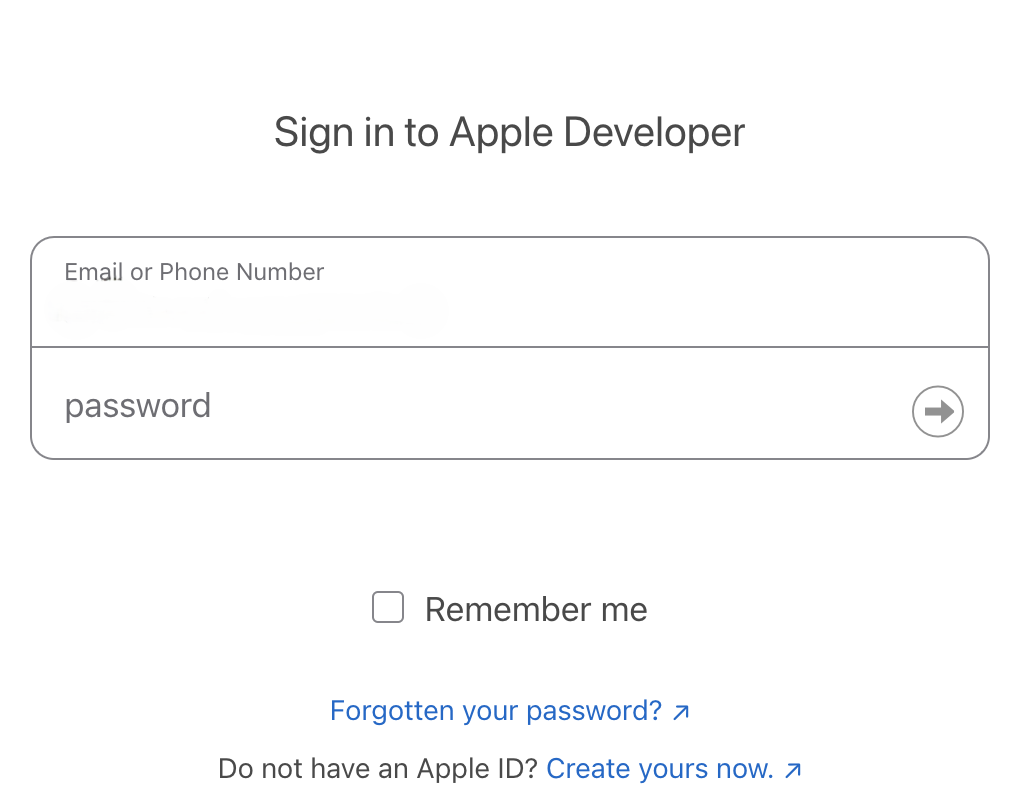 Sign in to Apple Developer
Email or Phone Number
password
Remember me
Forgotten your password? ↗
Do not have an Apple ID? Create yours now. ↗